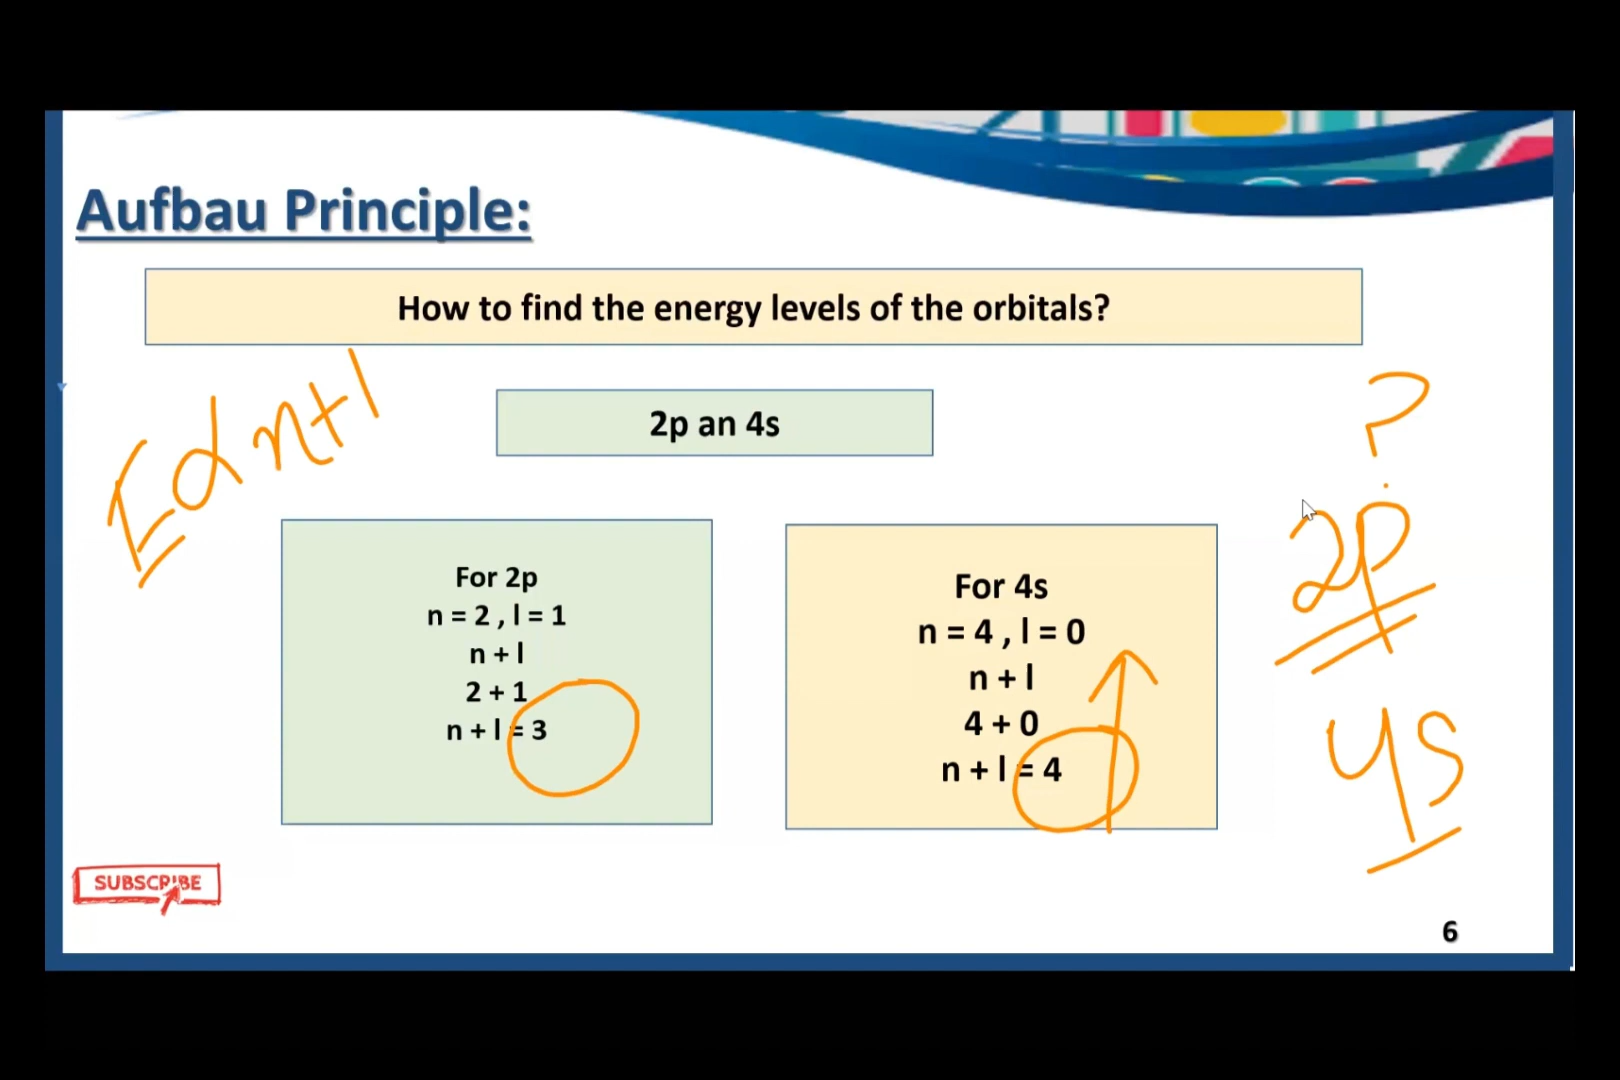 Aufbau Principle:
How to find the energy levels of the orbitals?
E α n+l
2p an 4s
?
For 2p
n = 2 , l = 1
n + l
2 + 1
n + l = 3
For 4s
n = 4 , l = 0
n + l
4 + 0
n + l = 4
2p
4s
SUBSCRIBE
6